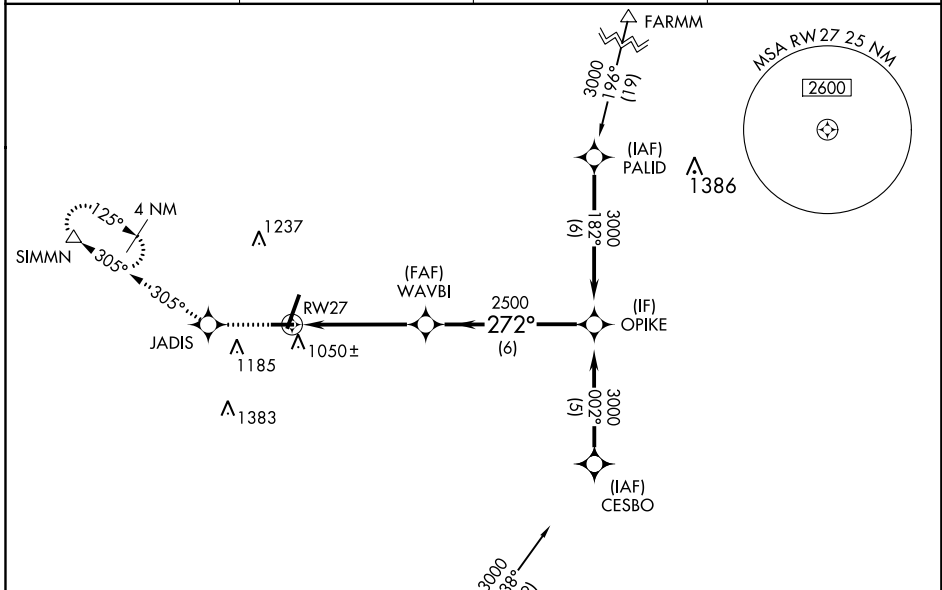 FARMM
MSA RW27 25 NM
2600
3000
196°
(16)
(IAF)
PALID
1386
4 NM
125°
1237
SIMMN
305°
305°
3000
182°
(6)
(FAF)
WAVBI
2500
272°
(6)
(IF)
OPIKE
RW27
JADIS
1185
1050±
1383
3000
002°
(5)
(IAF)
CESBO
3000